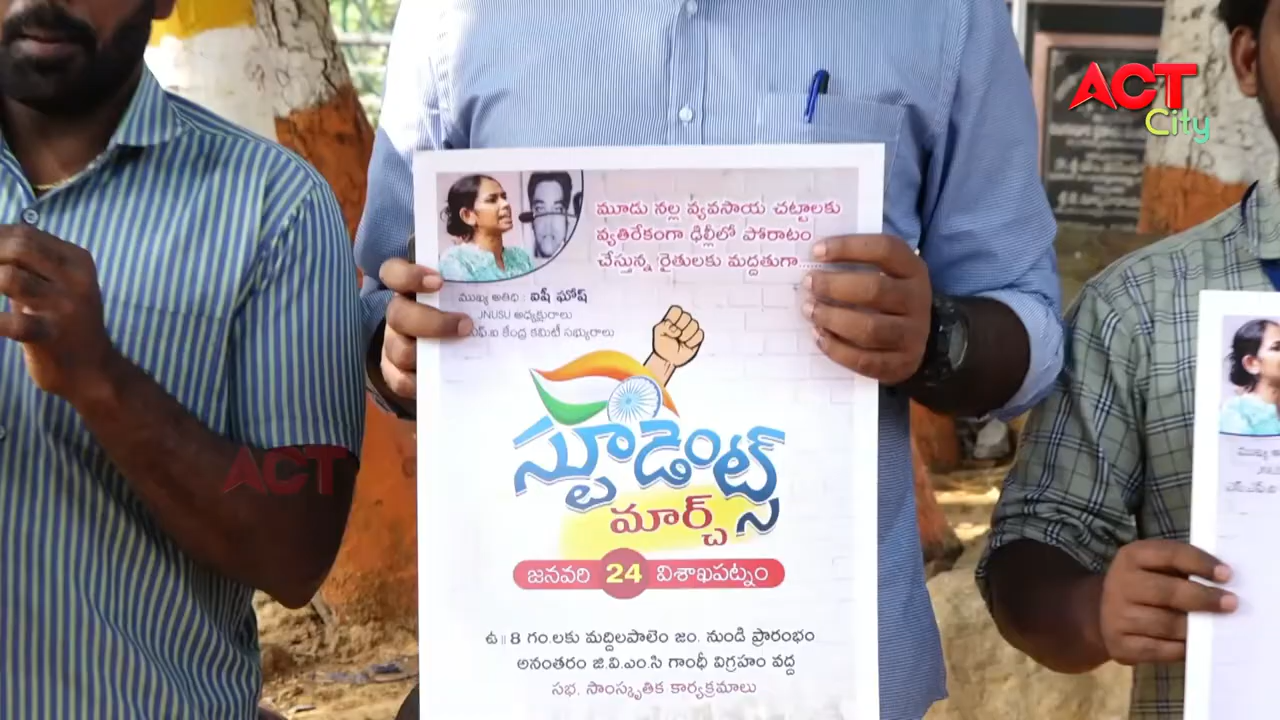 ACT
City
మూడు నల్ల వ్యవసాయ చట్టాలకు
వ్యతిరేకంగా ఢిల్లీలో పోరాటం
చేస్తున్న రైతులకు మద్దతుగా......
ముఖ్య అతిధి : ఐషీ ఘోష్
JNUSU అధ్యక్షురాలు
ఎఫ్.ఐ కేంద్ర కమిటీ సభ్యురాలు
స్టూడెంట్స్
మార్చ్
జనవరి 24 విశాఖపట్నం
ఉ॥ 8 గం.లకు మద్దిలపాలెం జం. నుండి ప్రారంభం
అనంతరం జి.వి.ఎం.సి గాంధీ విగ్రహం వద్ద
సభ. సాంస్కృతిక కార్యక్రమాలు
ACT